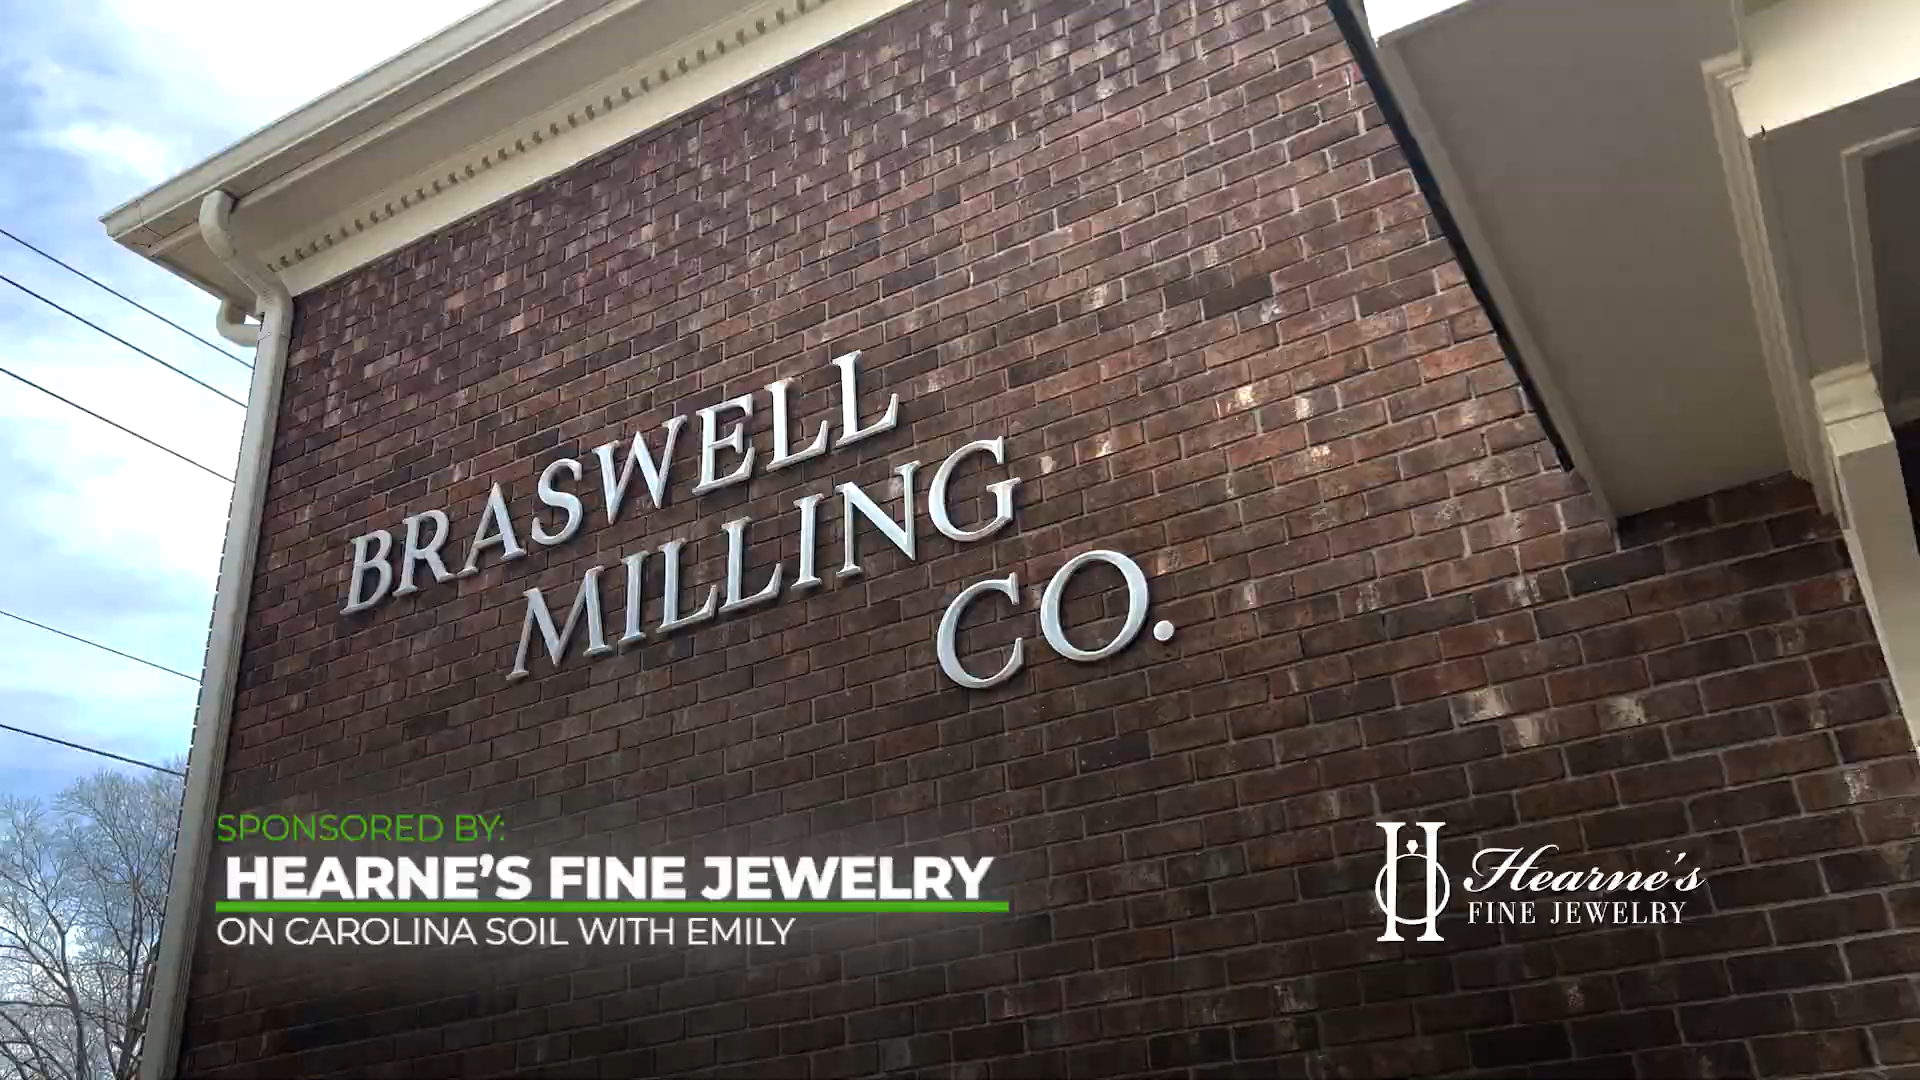 BRASWELL
MILLING
CO.
SPONSORED BY:
HEARNE'S FINE JEWELRY
ON CAROLINA SOIL WITH EMILY
Hearne's
FINE JEWELRY